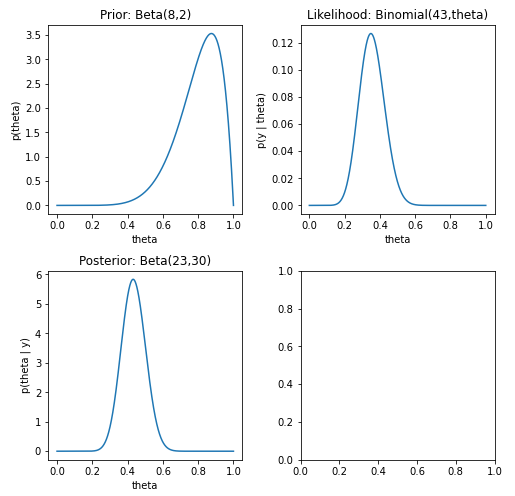 Prior: Beta(8,2)
3.5
3.0
2.5
2.0
1.5
1.0
0.5
0.0
p(theta)
0.0 0.2 0.4 0.6 0.8 1.0
theta
Likelihood: Binomial(43,theta)
0.12
0.10
0.08
0.06
0.04
0.02
0.00
p(y | theta)
0.0 0.2 0.4 0.6 0.8 1.0
theta
Posterior: Beta(23,30)
6
5
4
3
2
1
0
p(theta | y)
0.0 0.2 0.4 0.6 0.8 1.0
theta
1.0
0.8
0.6
0.4
0.2
0.0
0.0 0.2 0.4 0.6 0.8 1.0